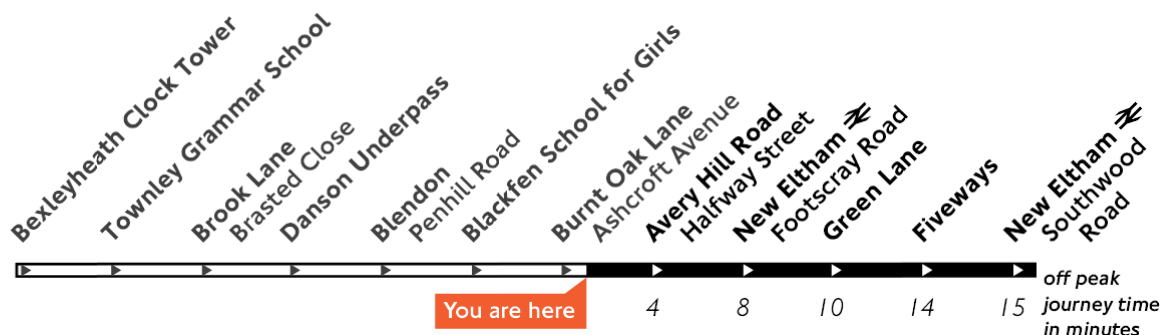 Bexleyheath Clock Tower
Townley Grammar School
Brook Lane
Brasted Close
Danson Underpass
Blendon
Penhill Road
Blackfen School for Girls
Burnt Oak Lane
Ashcroft Avenue
Avery Hill Road
Halfway Street
New Eltham
Footscray Road
Green Lane
Fiveways
New Eltham
Southwood
Road
You are here
4
8
10
14
15
off peak
journey time
in minutes